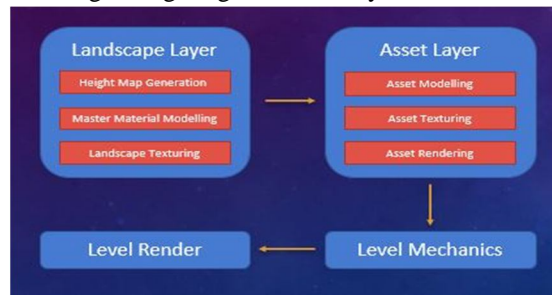 Landscape Layer
Height Map Generation
Master Material Modelling
Landscape Texturing
Asset Layer
Asset Modelling
Asset Texturing
Asset Rendering
Level Render
Level Mechanics